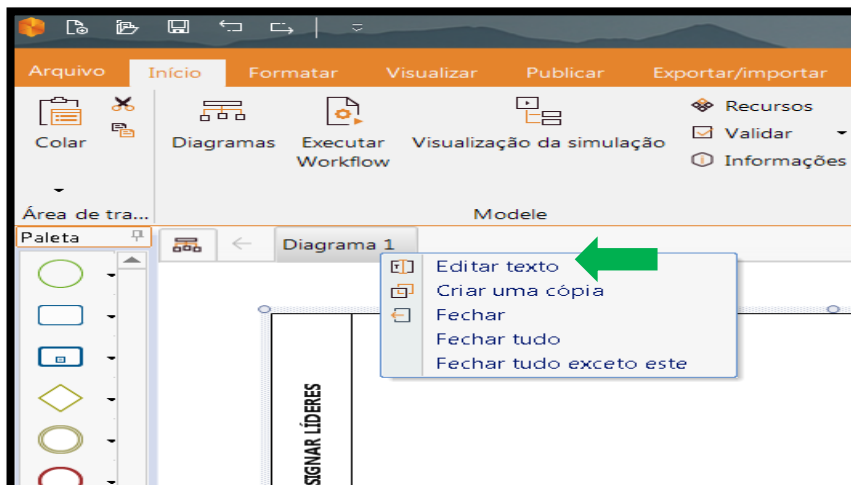 Arquivo Início Formatar Visualizar Publicar Exportar/importar
Colar
Diagramas
Executar
Workflow
Visualização da simulação
Recursos
Validar
Informações
Área de tra...
Modele
Paleta
Diagrama 1
Editar texto
Criar uma cópia
Fechar
Fechar tudo
Fechar tudo exceto este
SIGNAR LÍDERES